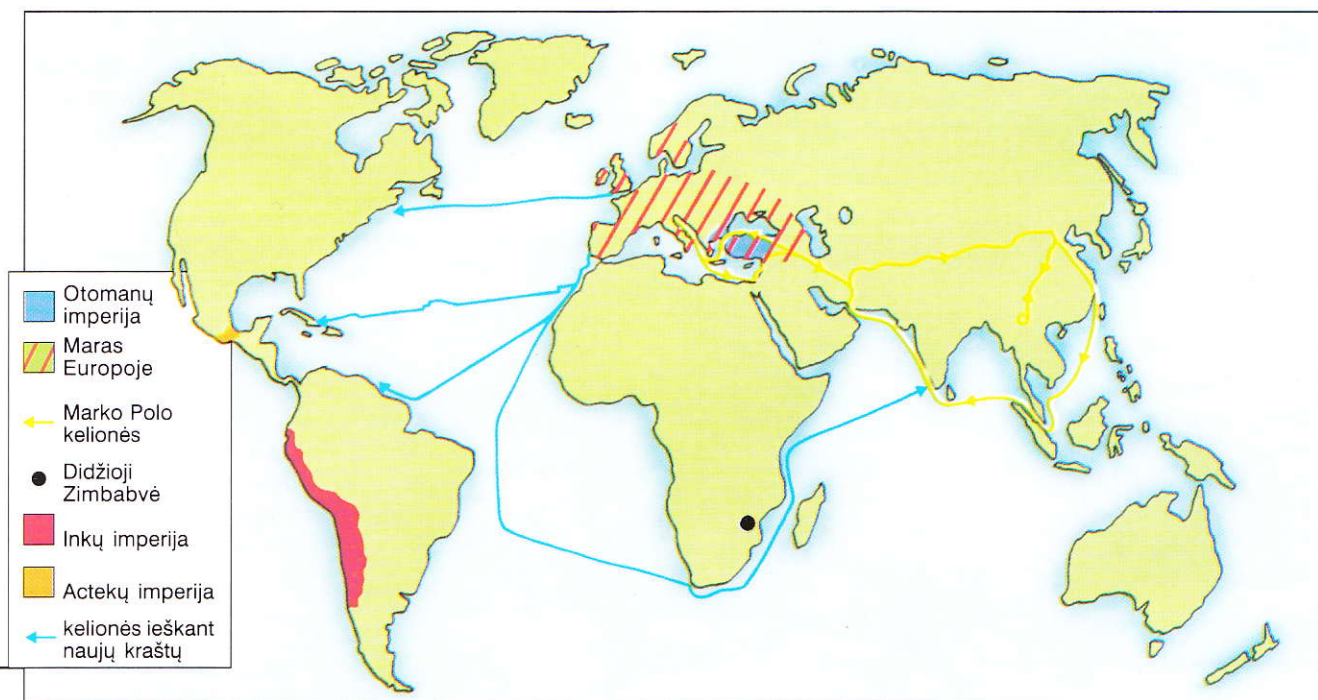 Otomanų
imperija
Maras
Europoje
Marko Polo
kelionės
Didžioji
Zimbabvė
Inkų imperija
Actekų imperija
kelionės ieškant
naujų kraštų